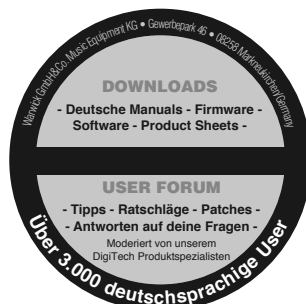 Warwick GmbH&Co. Music Equipment KG • Gewerbepark 46 • 08258 Markneukirchen/Germany
DOWNLOADS
- Deutsche Manuals - Firmware -
Software - Product Sheets -
USER FORUM
- Tipps - Ratschläge - Patches -
- Antworten auf deine Fragen -
Moderiert von unserem
DigiTech Produktspezialisten
Über 3.000 deutschsprachige User